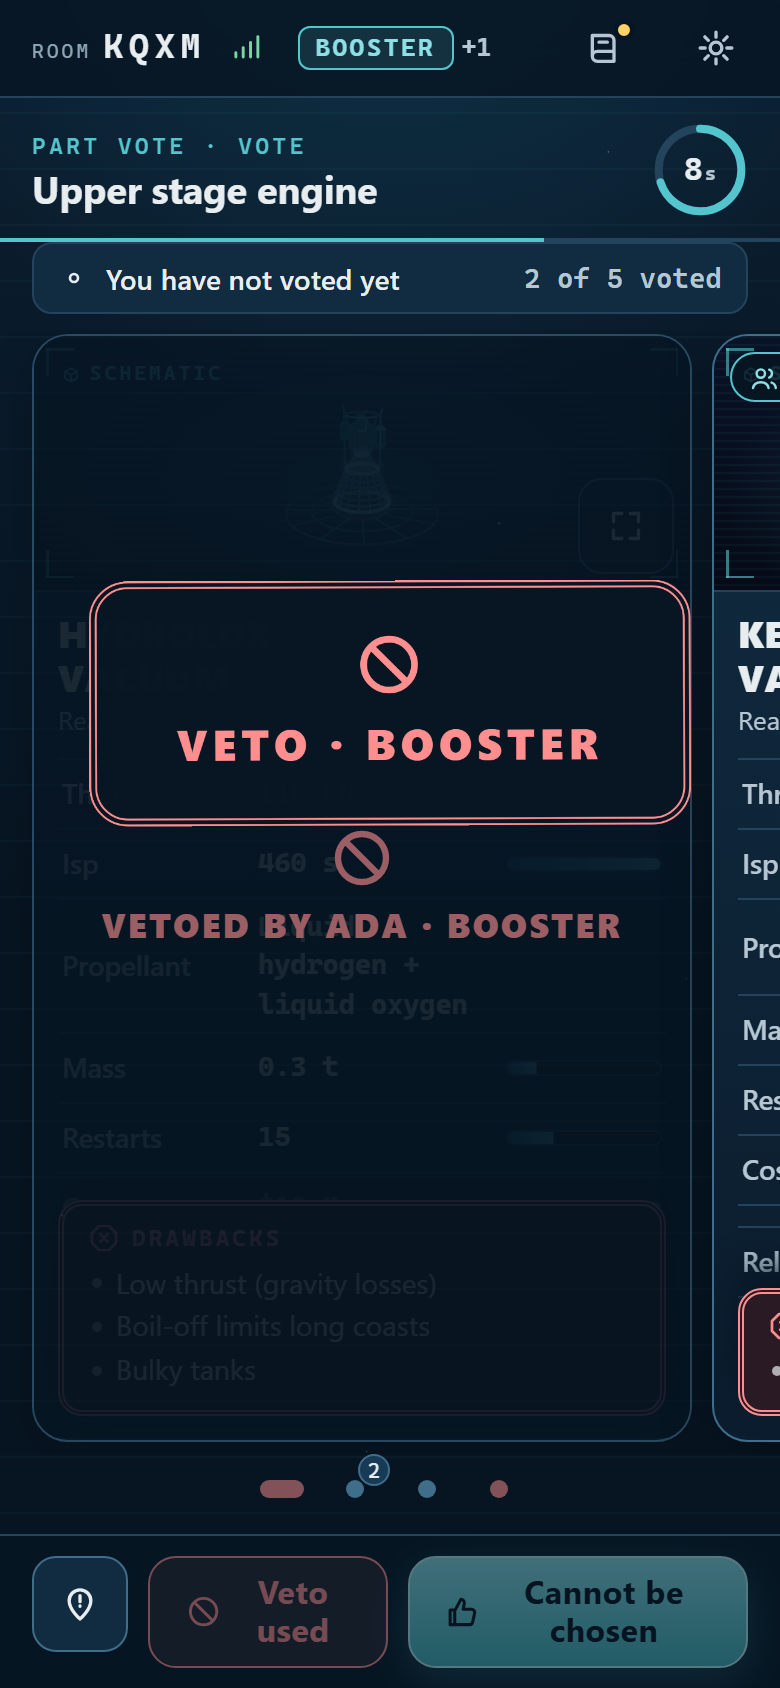 ROOM KQXM BOOSTER +1
PART VOTE · VOTE
Upper stage engine
8s
You have not voted yet 2 of 5 voted
SCHEMATIC
VETO · BOOSTER
Isp 460 s
VETOED BY ADA · BOOSTER
Propellant
Liquid
hydrogen +
liquid oxygen
Mass 0.3 t
Restarts 15
DRAWBACKS
Low thrust (gravity losses)
Boil-off limits long coasts
Bulky tanks
KE
VA
Rea
Thr
Isp
Pro
Ma
Res
Cos
Rel
2
Veto
used
Cannot be
chosen